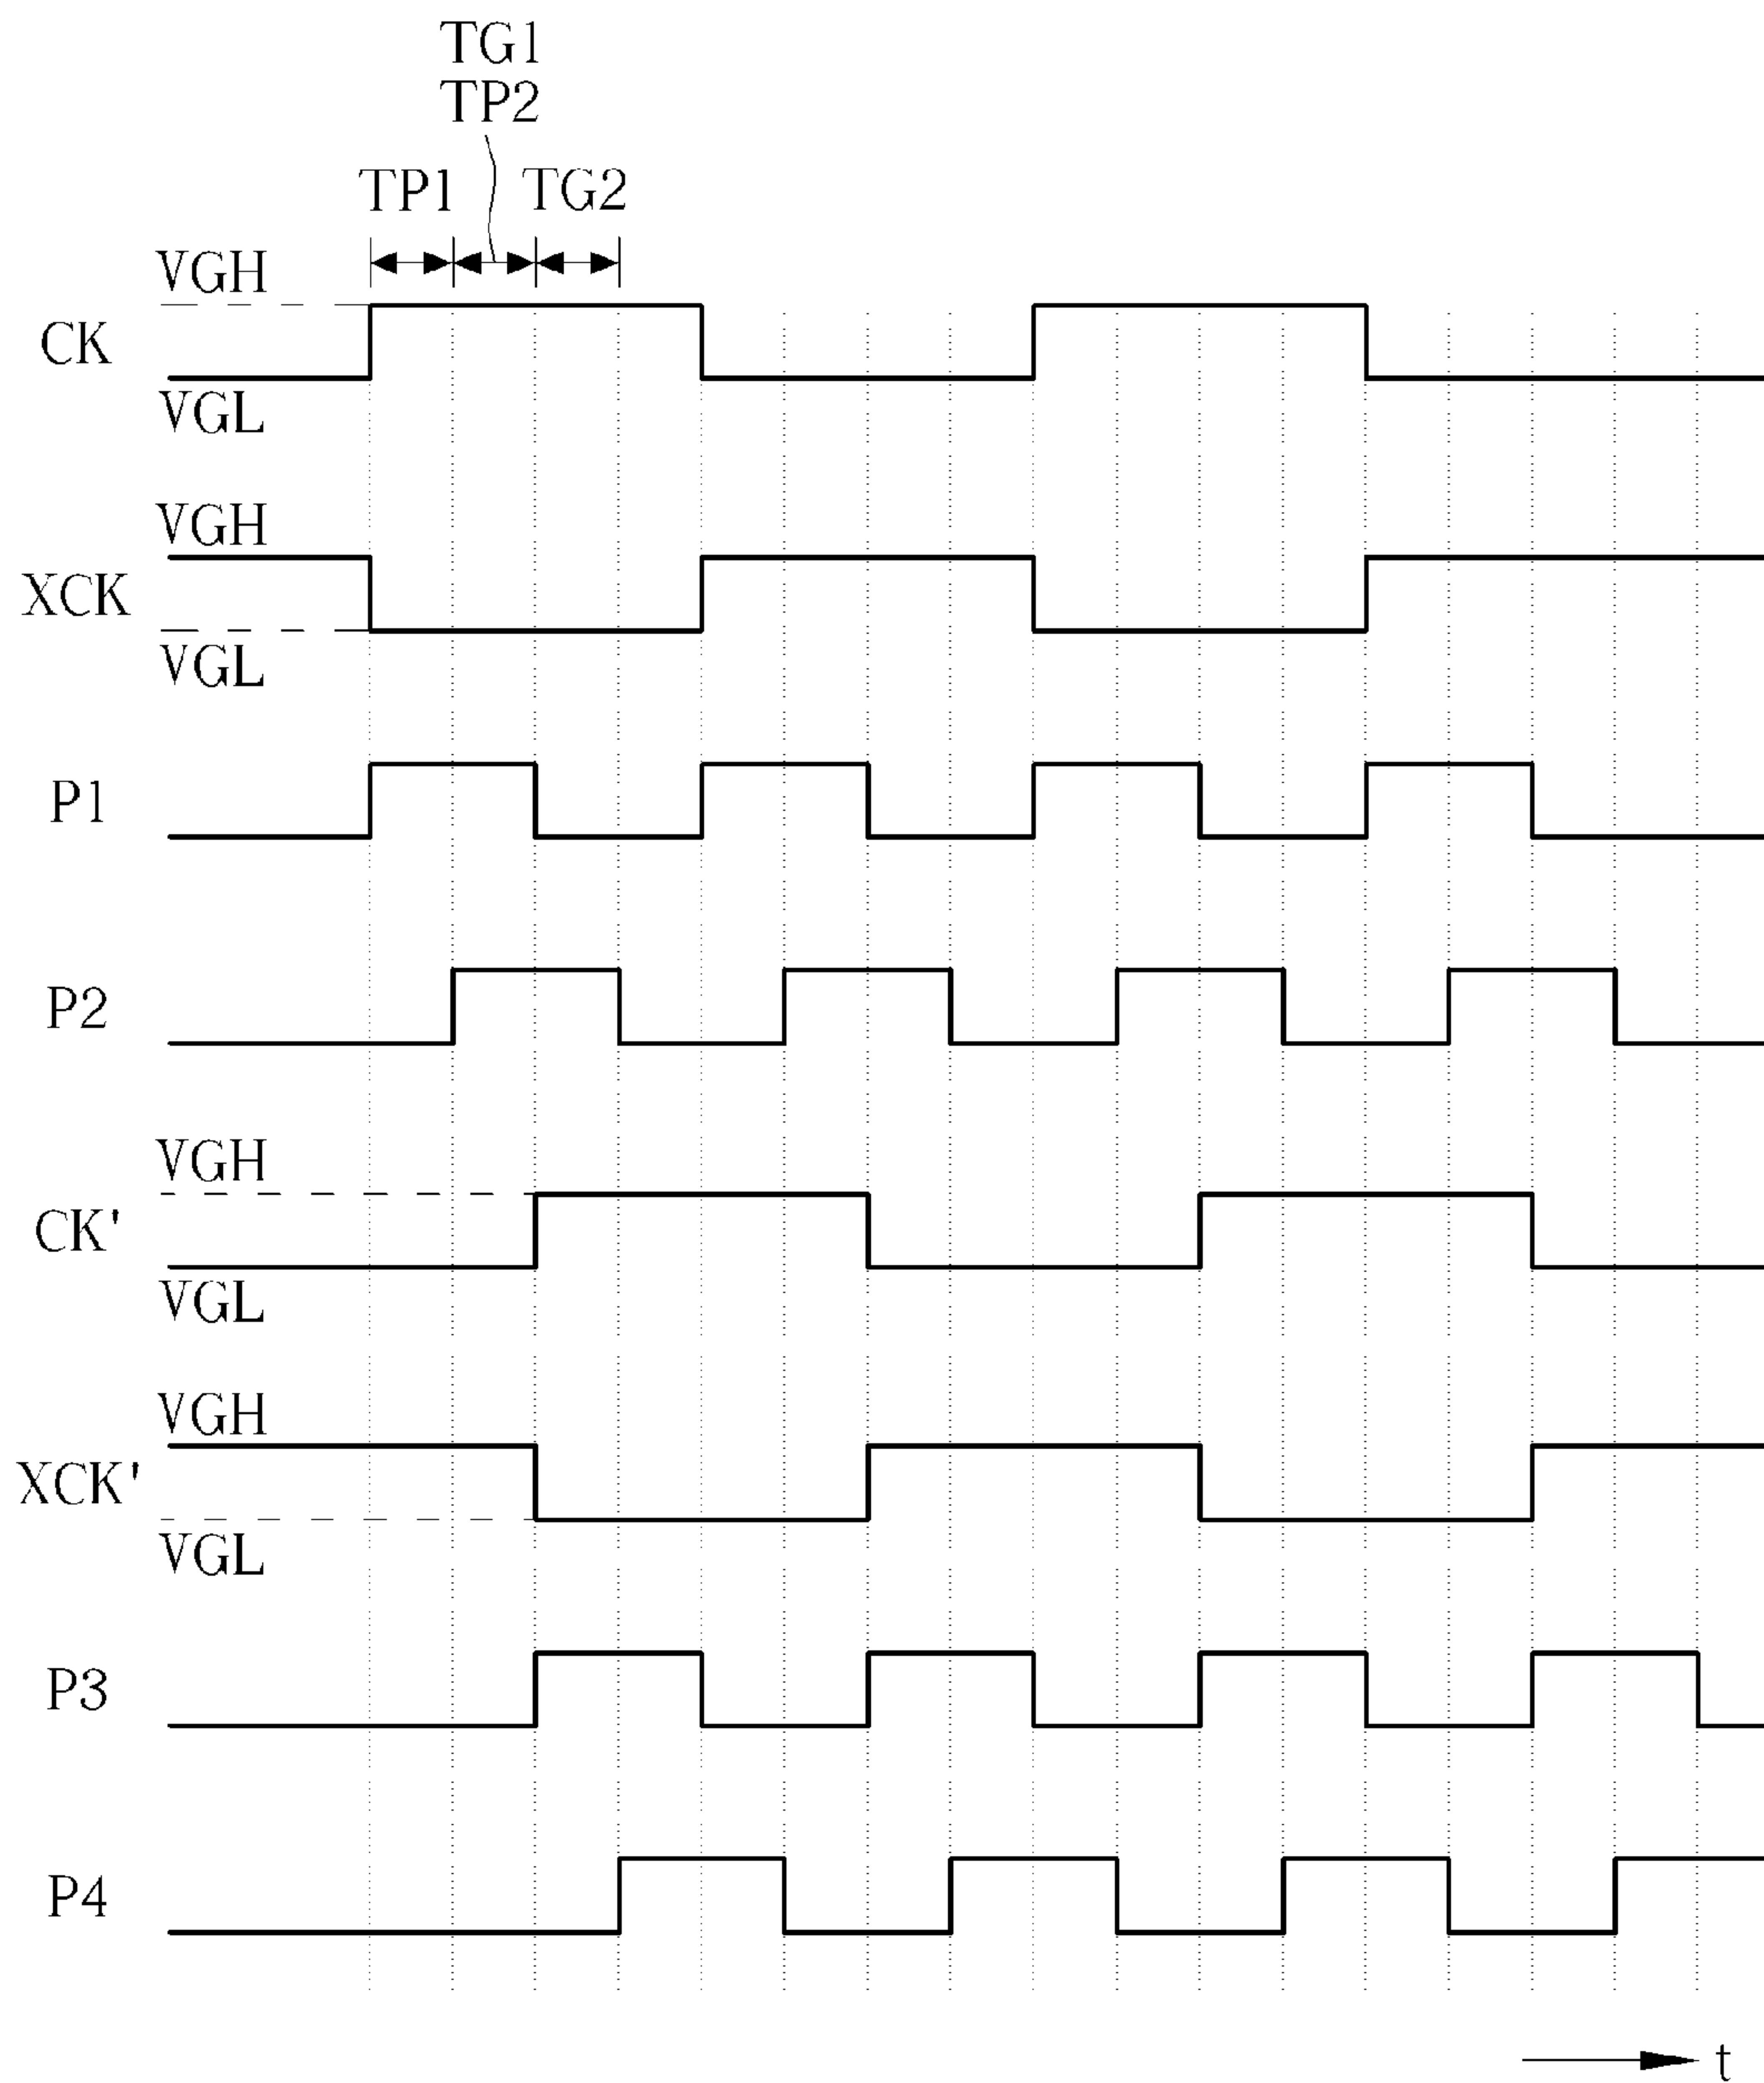 TG1
TP2
TP1
TG2
VGH
CK
VGL
VGH
XCK
VGL
P1
P2
VGH
CK'
VGL
VGH
XCK'
VGL
P3
P4
t